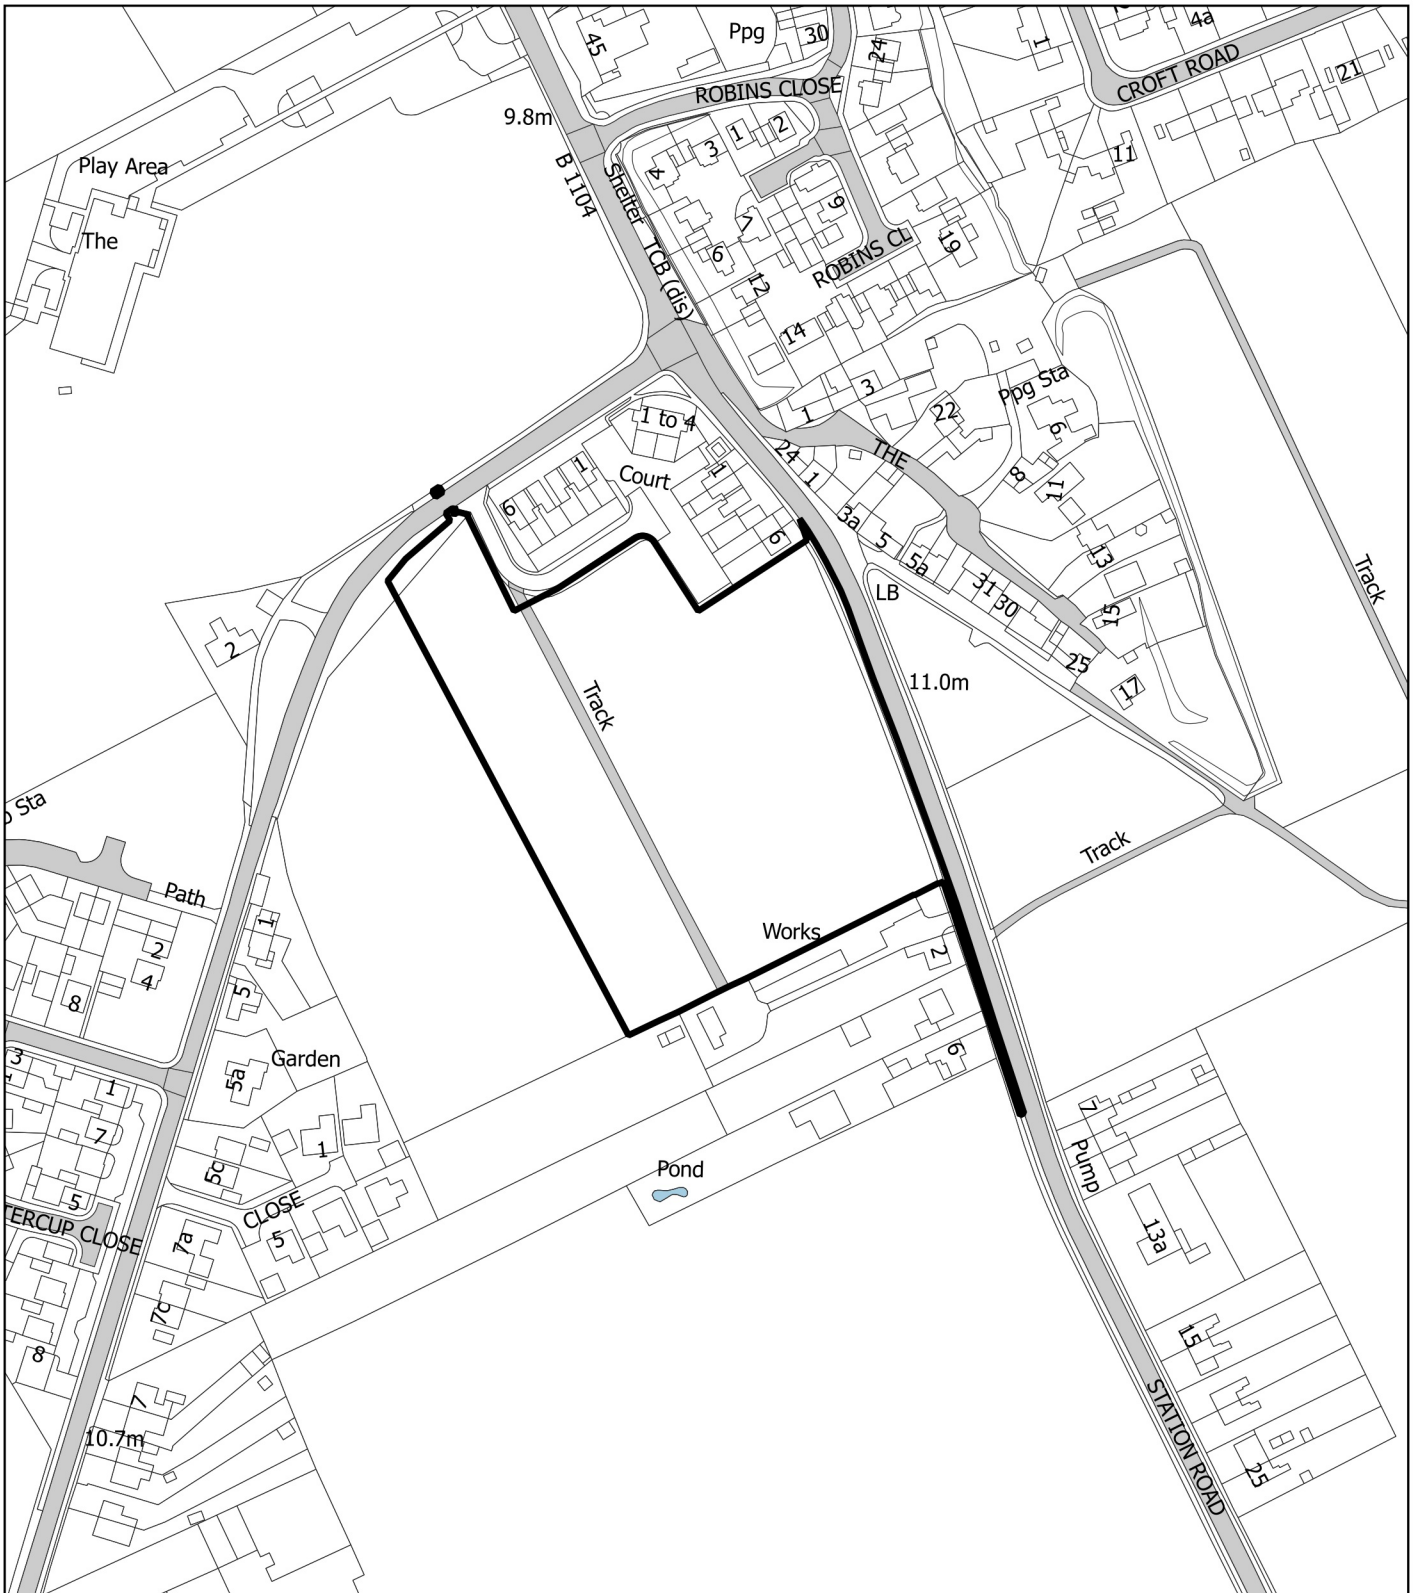 45
Ppg
30
24
1
4a
CROFT ROAD
21
ROBINS CLOSE
9.8m
B 1104
Play Area
The
Shelter
TCB (dis)
4
3
1
2
11
7
9
6
ROBINS CL
19
12
14
3
1
Ppg Sta
22
6
THE
8
11
1 to 4
Court
1
6
1
6
24
1
3a
5
5a
31
30
13
15
25
17
LB
Track
2
11.0m
Track
Sta
Track
Path
1
2
4
8
5
Works
2
Garden
5a
3
1
1
7
6
7
Pump
5c
1
5
Pond
CLOSE
5
TERCUP CLOSE
7a
13a
7c
8
15
7
10.7m
STATION ROAD
25